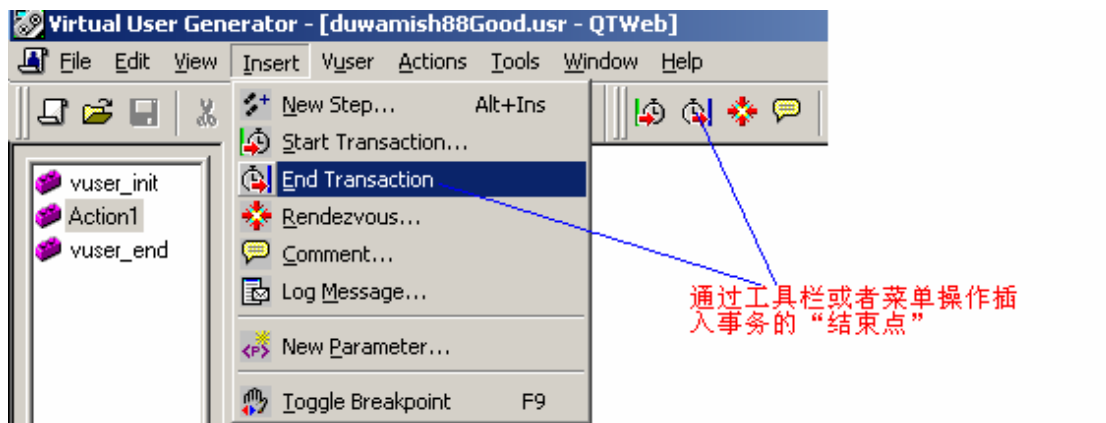 Virtual User Generator - [duwamish88Good.usr - QTWeb]
File Edit View Insert Vuser Actions Tools Window Help
New Step... Alt+Ins
Start Transaction...
End Transaction
Rendezvous...
Comment...
Log Message...
<P> New Parameter...
Toggle Breakpoint F9
vuser_init
Action1
vuser_end
通过工具栏或者菜单操作插
入事务的“结束点”